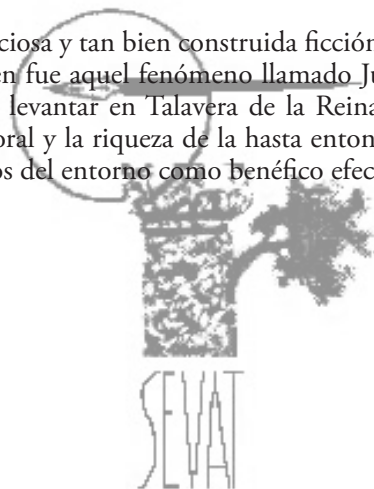 ciosa y tan bien construida ficción
en fue aquel fenómeno llamado Ju
levantar en Talavera de la Reina
oral y la riqueza de la hasta enton
os del entorno como benéfico efec
SEVAT